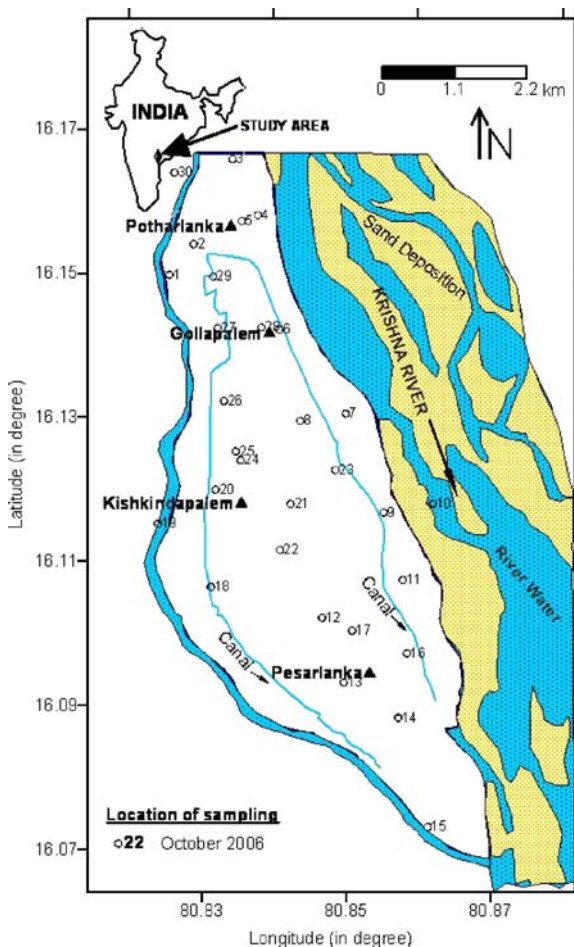 INDIA
STUDY AREA
0 1.1 2.2 km
N
16.17
16.15
16.13
16.11
16.09
16.07
Latitude (in degree)
30
3
Potharlanka
5
4
2
1
29
27
Gollapalem
28
6
26
8
7
25
24
23
20
Kishkindapalem
21
9
10
19
22
18
11
12
17
16
Canal
Canal
Pesarlanka
13
14
15
Sand Deposition
KRISHNA RIVER
River Water
Location of sampling
22 October 2006
80.83
80.85
80.87
Longitude (in degree)